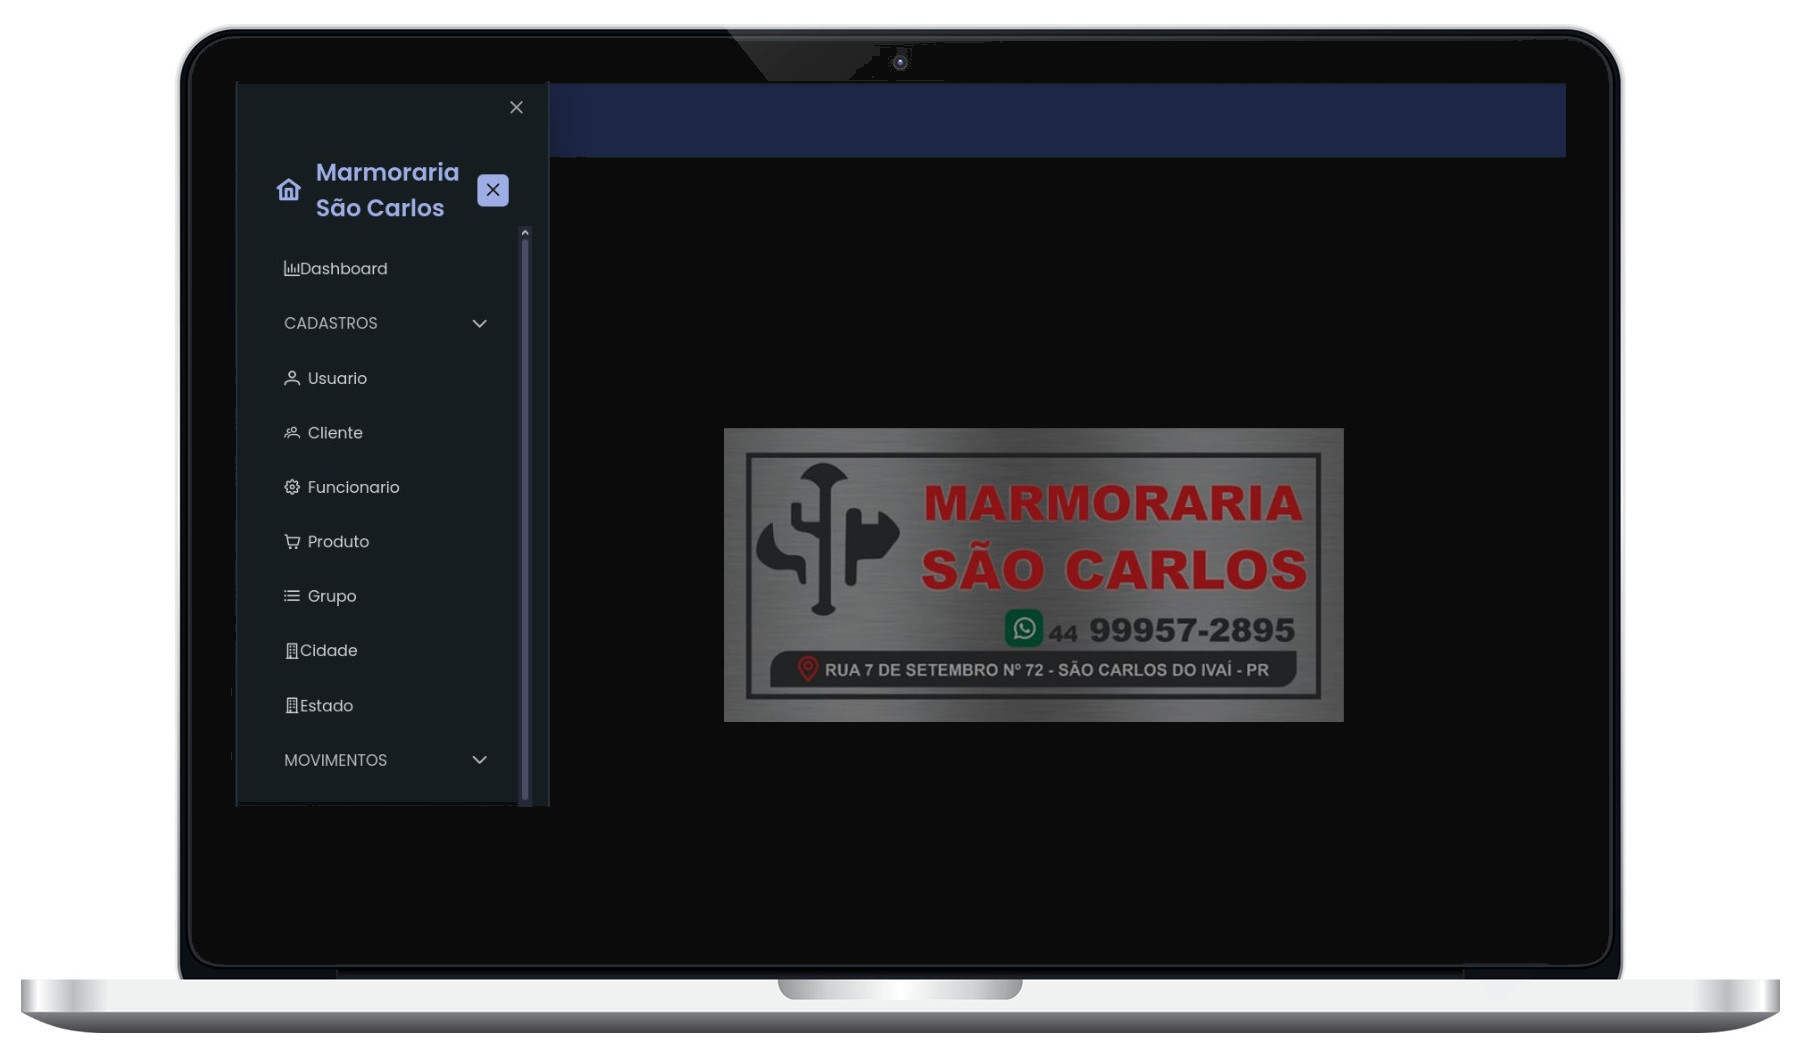 Marmoraria
São Carlos
Dashboard
CADASTROS
Usuario
Cliente
Funcionario
Produto
Grupo
Cidade
Estado
MOVIMENTOS
MARMORARIA
SÃO CARLOS
44 99957-2895
RUA 7 DE SETEMBRO Nº 72 - SÃO CARLOS DO IVAÍ - PR